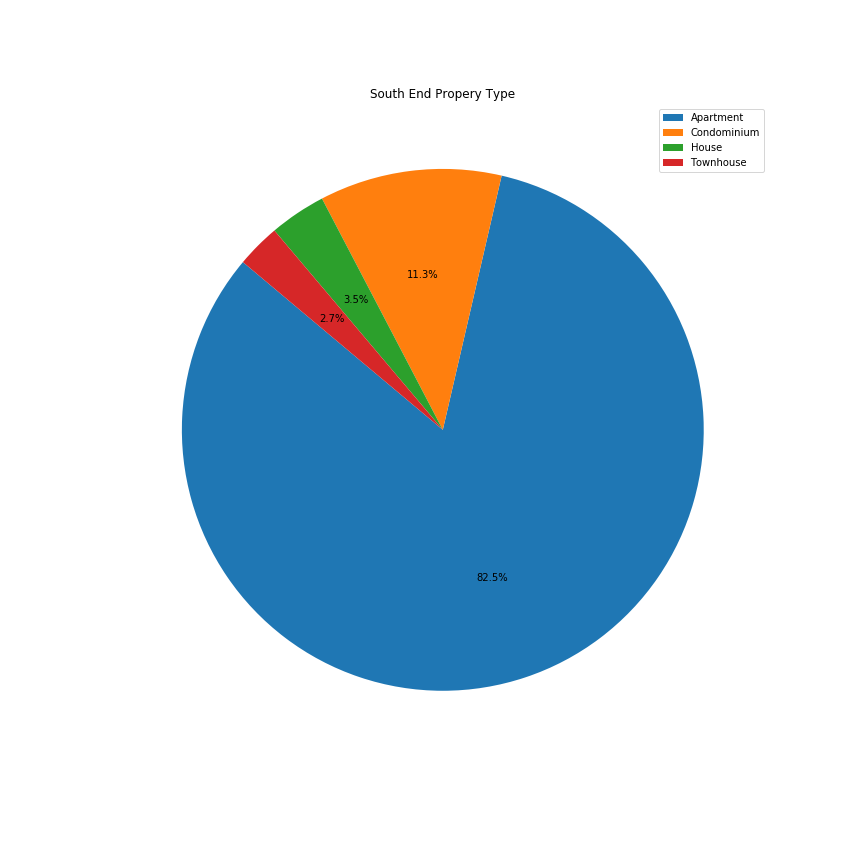 South End Propery Type
Apartment
Condominium
House
Townhouse
11.3%
3.5%
2.7%
82.5%